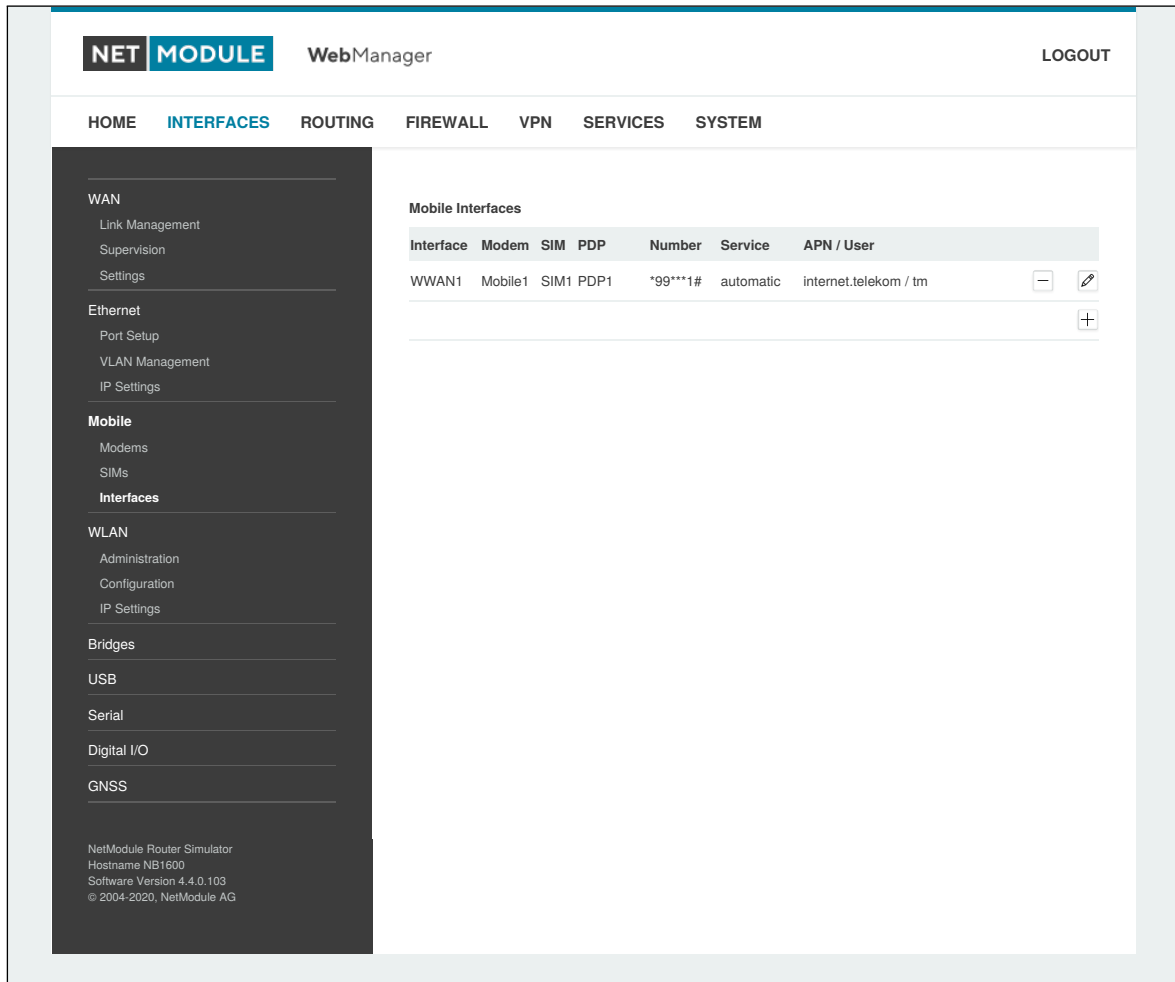 NET MODULE WebManager LOGOUT
HOME INTERFACES ROUTING FIREWALL VPN SERVICES SYSTEM
WAN
Link Management
Supervision
Settings
Ethernet
Port Setup
VLAN Management
IP Settings
Mobile
Modems
SIMs
Interfaces
WLAN
Administration
Configuration
IP Settings
Bridges
USB
Serial
Digital I/O
GNSS
NetModule Router Simulator
Hostname NB1600
Software Version 4.4.0.103
© 2004-2020, NetModule AG
Mobile Interfaces
Interface Modem SIM PDP Number Service APN / User
WWAN1 Mobile1 SIM1 PDP1 *99***1# automatic internet.telekom / tm